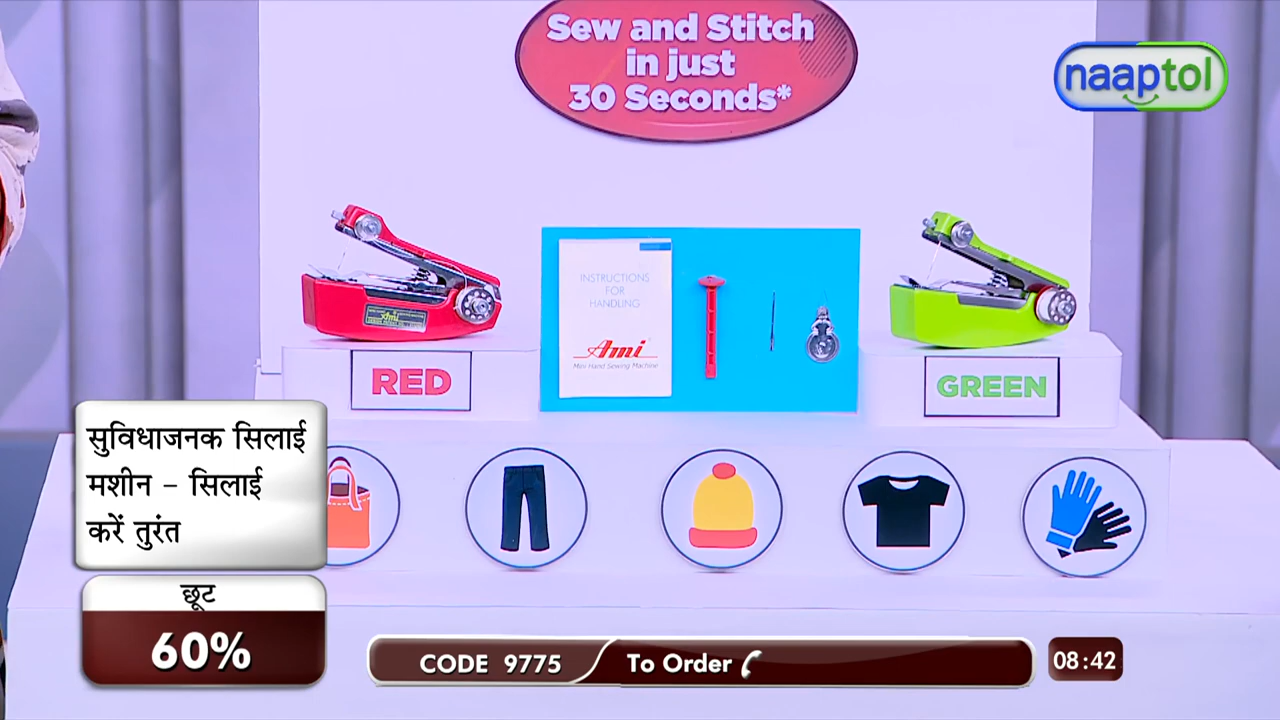 Sew and Stitch
in just
30 Seconds*
naaptol
INSTRUCTIONS
FOR
HANDLING
Ami
Mini Hand Sewing Machine
Ami
RED
GREEN
सुविधाजनक सिलाई
मशीन – सिलाई
करें तुरंत
छूट
60%
CODE 9775
To Order
08:42